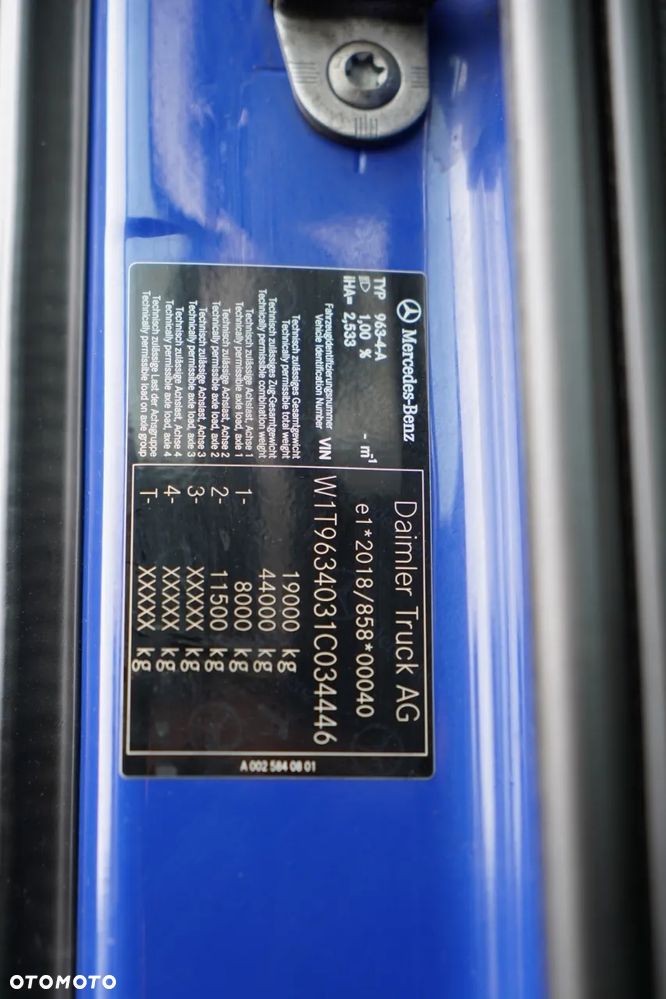 Mercedes-Benz
TYP 963-4-A
1,00 % - m⁻¹
iHA= 2,533
Daimler Truck AG
e1*2018/858*00040
Fahrzeugidentifizierungsnummer
Vehicle Identification Number VIN W1T9634031C034446
Technisch zulässiges Gesamtgewicht
Technically permissible total weight 19000 kg
Technisch zulässiges Zug-Gesamtgewicht
Technically permissible combination weight 44000 kg
Technisch zulässige Achslast, Achse 1
Technically permissible axle load, axle 1 1- 8000 kg
Technisch zulässige Achslast, Achse 2
Technically permissible axle load, axle 2 2- 11500 kg
Technisch zulässige Achslast, Achse 3
Technically permissible axle load, axle 3 3- XXXXX kg
Technisch zulässige Achslast, Achse 4
Technically permissible axle load, axle 4 4- XXXXX kg
Technisch zulässige Last der Achsgruppe
Technically permissible load on axle group T- XXXXX kg
A 002 584 08 01
OTOMOTO